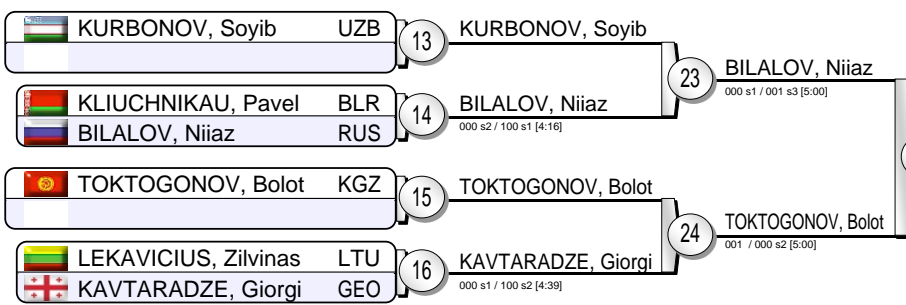 KURBONOV, Soyib UZB
13
KURBONOV, Soyib
23
BILALOV, Niiaz
000 s1 / 001 s3 [5:00]
KLIUCHNIKAU, Pavel BLR
BILALOV, Niiaz RUS
14
BILALOV, Niiaz
000 s2 / 100 s1 [4:16]
TOKTOGONOV, Bolot KGZ
15
TOKTOGONOV, Bolot
24
TOKTOGONOV, Bolot
001 / 000 s2 [5:00]
LEKAVICIUS, Zilvinas LTU
KAVTARADZE, Giorgi GEO
16
KAVTARADZE, Giorgi
000 s1 / 100 s2 [4:39]